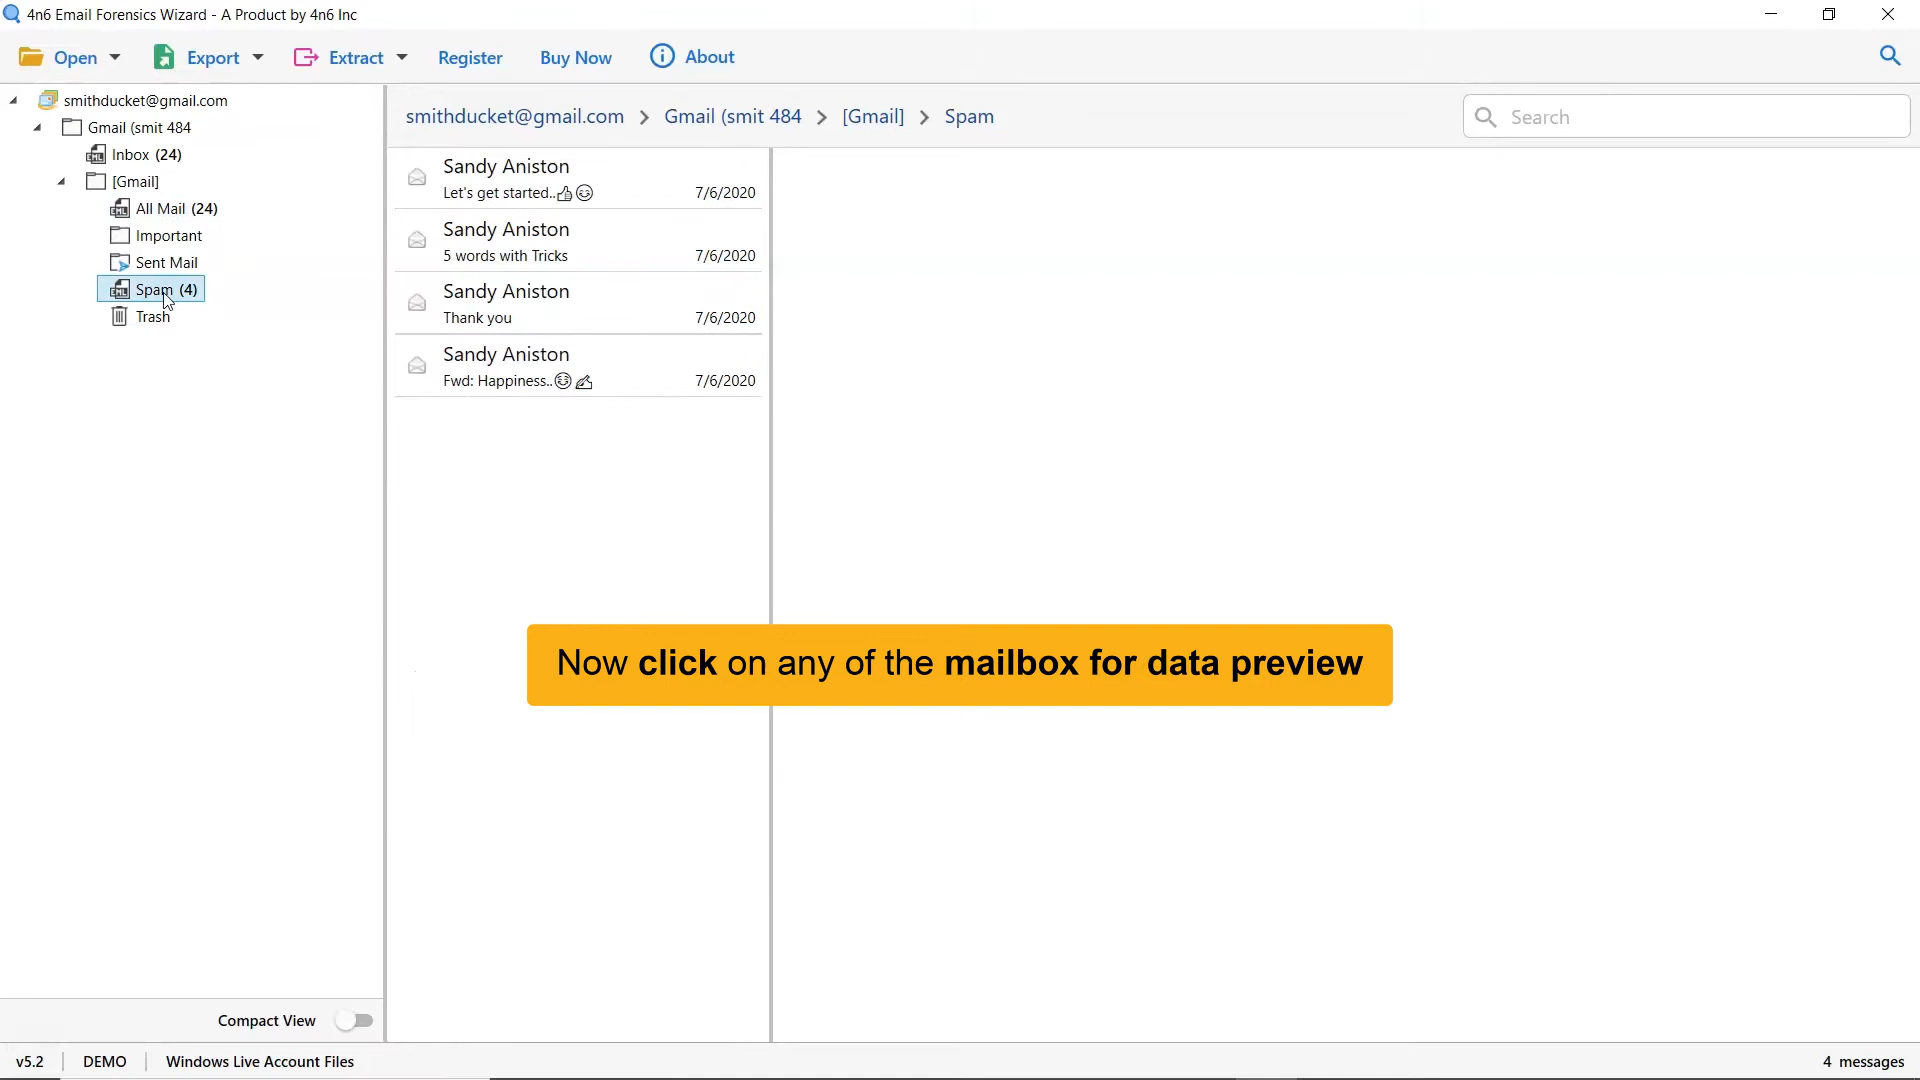 4n6 Email Forensics Wizard - A Product by 4n6 Inc
Open
Export
Extract
Register
Buy Now
About
smithducket@gmail.com
Gmail (smit 484
Inbox (24)
[Gmail]
All Mail (24)
Important
Sent Mail
Spam (4)
Trash
smithducket@gmail.com > Gmail (smit 484 > [Gmail] > Spam
Search
Sandy Aniston
Let's get started..👍😊 7/6/2020
Sandy Aniston
5 words with Tricks 7/6/2020
Sandy Aniston
Thank you 7/6/2020
Sandy Aniston
Fwd: Happiness..😊✍ 7/6/2020
Now click on any of the mailbox for data preview
Compact View
v5.2 DEMO Windows Live Account Files
4 messages